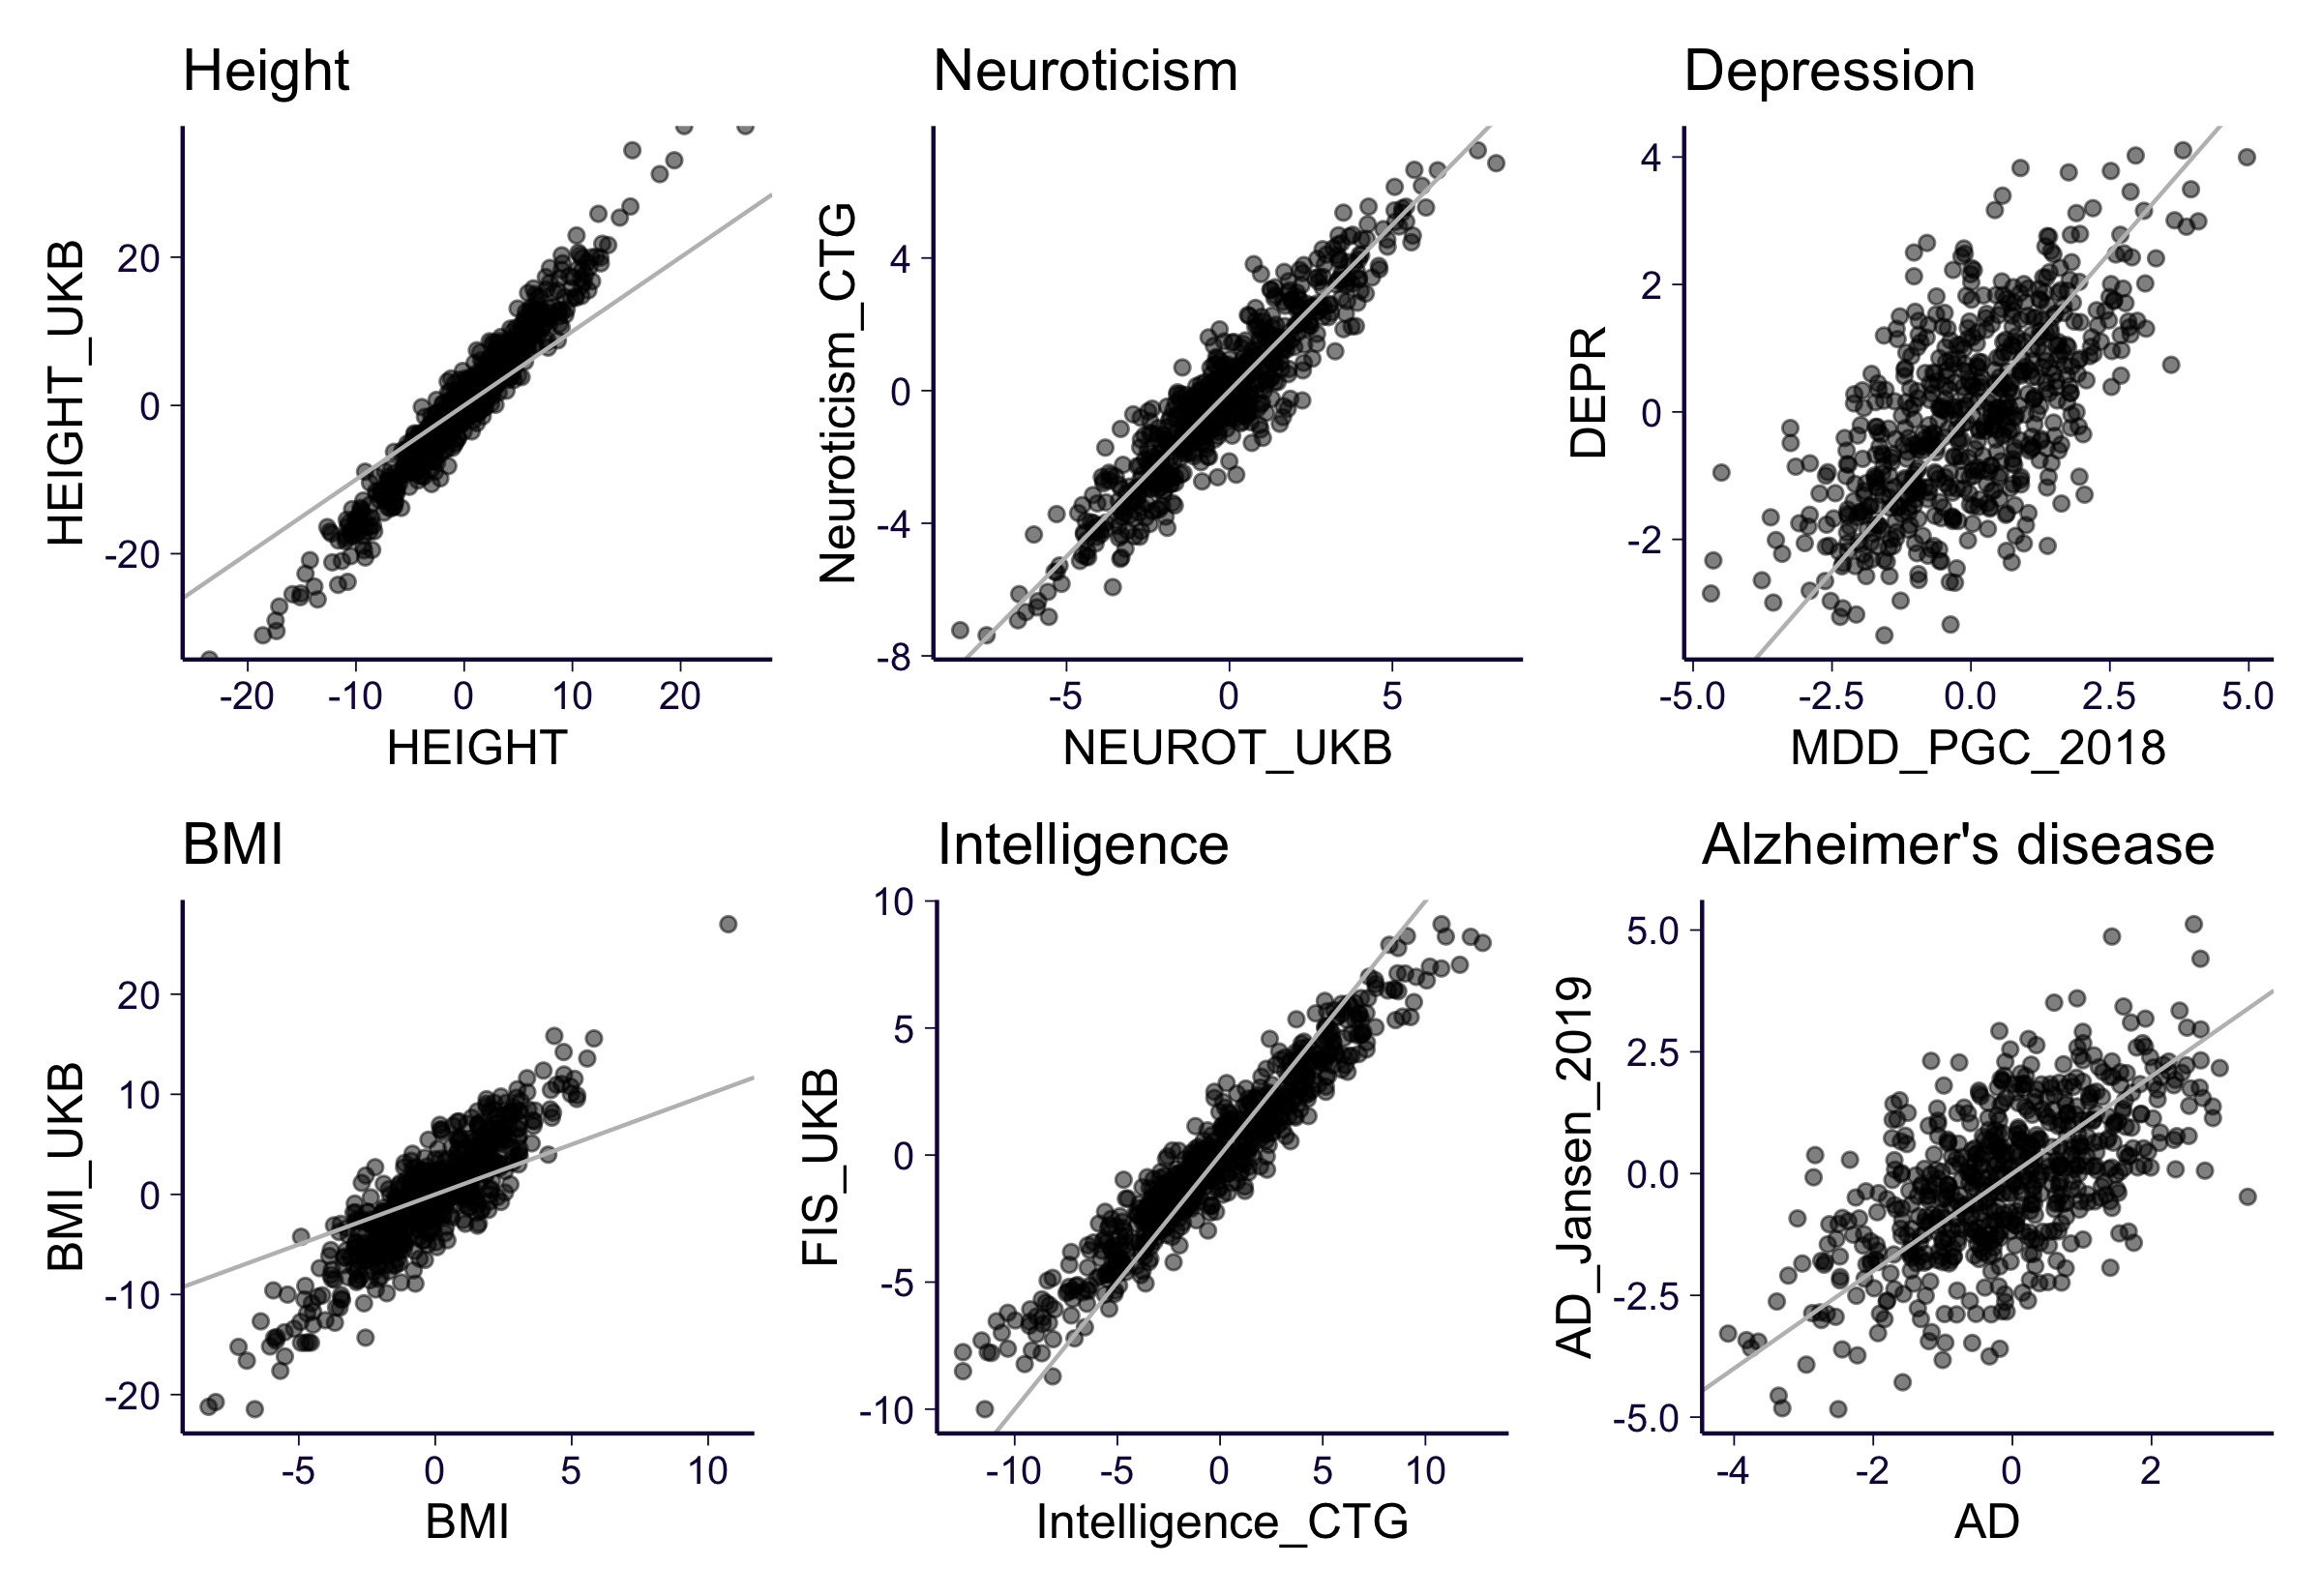 Height
HEIGHT_UKB
20
0
-20
-20 -10 0 10 20
HEIGHT
Neuroticism
Neuroticism_CTG
4
0
-4
-8
-5 0 5
NEUROT_UKB
Depression
DEPR
4
2
0
-2
-5.0 -2.5 0.0 2.5 5.0
MDD_PGC_2018
BMI
BMI_UKB
20
10
0
-10
-20
-5 0 5 10
BMI
Intelligence
FIS_UKB
10
5
0
-5
-10
-10 -5 0 5 10
Intelligence_CTG
Alzheimer's disease
AD_Jansen_2019
5.0
2.5
0.0
-2.5
-5.0
-4 -2 0 2
AD